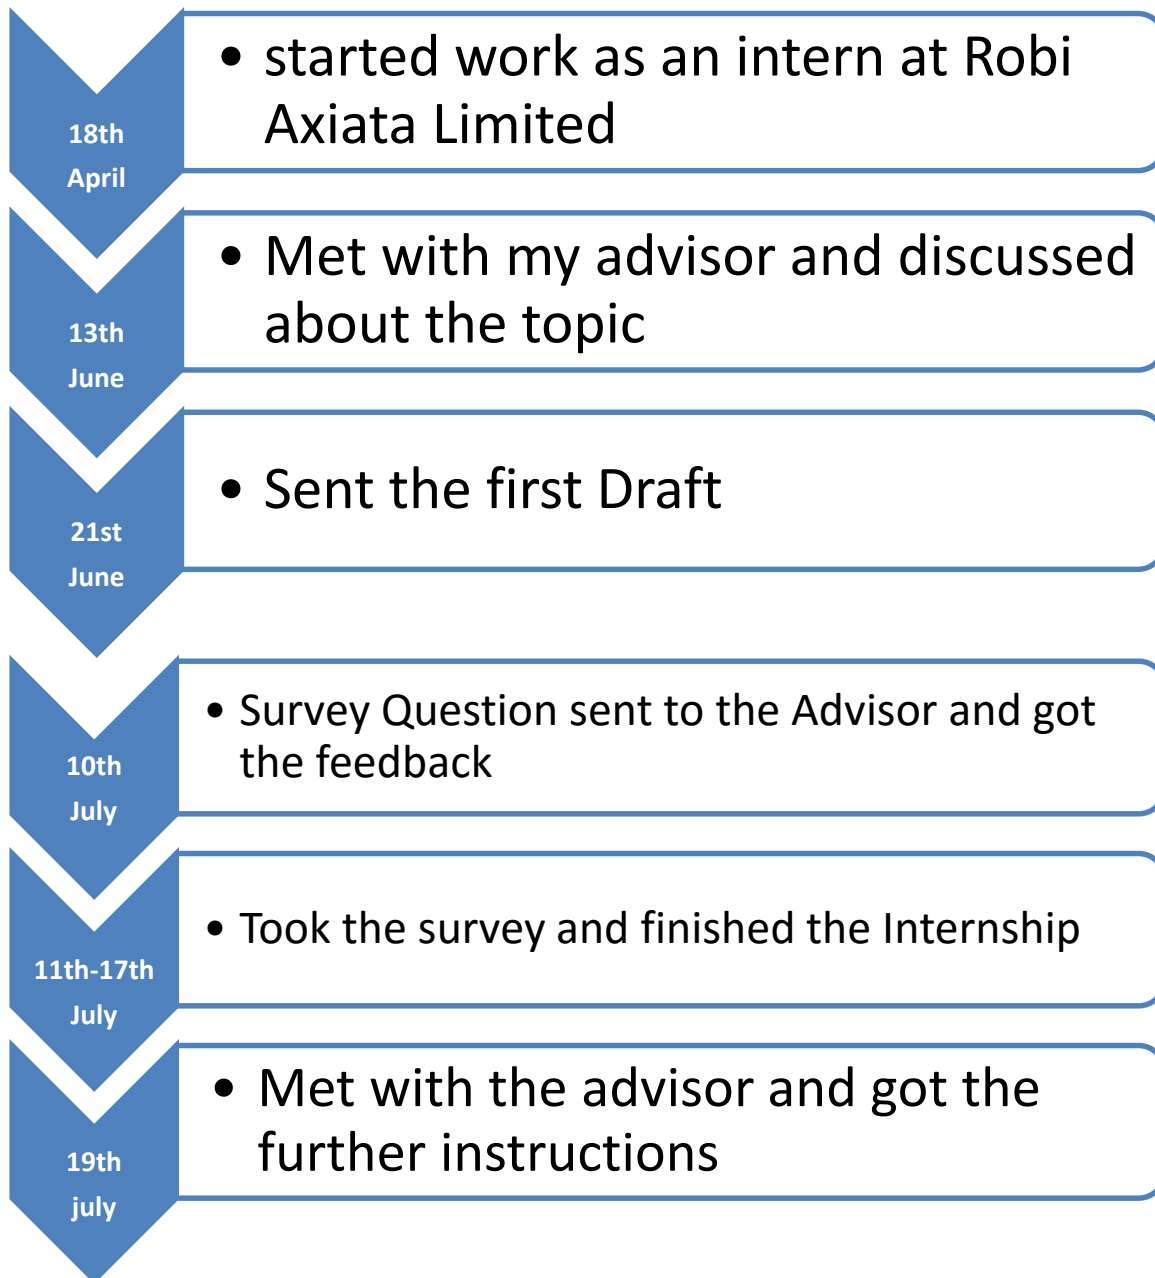 18th
April
• started work as an intern at Robi
Axiata Limited
13th
June
• Met with my advisor and discussed
about the topic
21st
June
• Sent the first Draft
10th
July
• Survey Question sent to the Advisor and got
the feedback
11th-17th
July
• Took the survey and finished the Internship
19th
july
• Met with the advisor and got the
further instructions